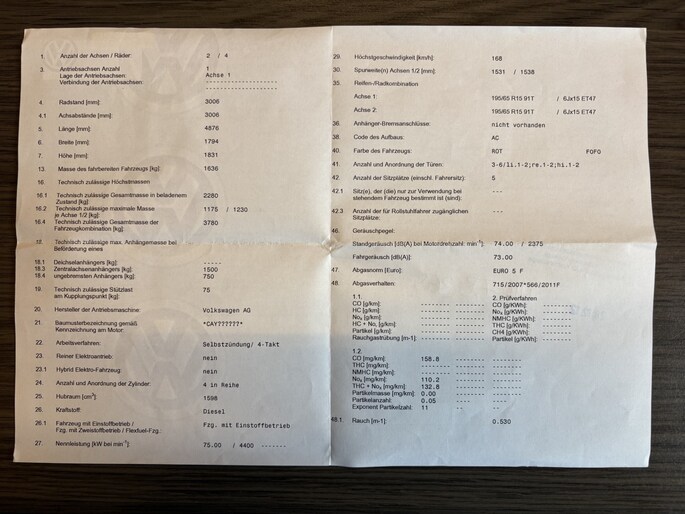 1. Anzahl der Achsen / Räder: 2 / 4
3. Antriebsachsen Anzahl 1
Lage der Antriebsachsen: Achse 1
Verbindung der Antriebsachsen: ------------------
------------------
4. Radstand [mm]: 3006
4.1 Achsabstände [mm]: 3006
5. Länge [mm]: 4876
6. Breite [mm]: 1794
7. Höhe [mm]: 1831
13. Masse des fahrbereiten Fahrzeugs [kg]: 1636
16. Technisch zulässige Höchstmassen
16.1 Technisch zulässige Gesamtmasse in beladenem Zustand [kg]: 2280
16.2 Technisch zulässige maximale Masse je Achse 1/2 [kg]: 1175 / 1230
16.4 Technisch zulässige Gesamtmasse der Fahrzeugkombination [kg]: 3780
17. Technisch zulässige max. Anhängemasse bei Beförderung eines
18.1 Deichselanhängers [kg]: -----
18.3 Zentralachsenanhängers [kg]: 1500
18.4 ungebremsten Anhängers [kg]: 750
19 Technisch zulässige Stützlast am Kupplungspunkt [kg]: 75
20. Hersteller der Antriebsmaschine: Volkswagen AG
21. Baumusterbezeichnung gemäß Kennzeichnung am Motor: *CAY??????*
22. Arbeitsverfahren: Selbstzündung/ 4-Takt
23. Reiner Elektroantrieb: nein
23.1 Hybrid Elektro-Fahrzeug nein
24. Anzahl und Anordnung der Zylinder: 4 in Reihe
25. Hubraum [cm³] 1598
26. Kraftstoff: Diesel
26.1 Fahrzeug mit Einstoffbetrieb / Fzg. mit Zweistoffbetrieb / Flexfuel-Fzg.: Fzg. mit Einstoffbetrieb
27. Nennleistung [kW bei min⁻¹] 75.00 / 4400 -------
29. Höchstgeschwindigkeit [km/h]: 168
30. Spurweite(n) Achsen 1/2 [mm]: 1531 / 1538
35. Reifen-/Radkombination
Achse 1: 195/65 R15 91T / 6Jx15 ET47
Achse 2: 195/65 R15 91T / 6Jx15 ET47
36. Anhänger-Bremsanschlüsse: nicht vorhanden
38. Code des Aufbaus: AC
40. Farbe des Fahrzeugs: ROT FOFO
41. Anzahl und Anordnung der Türen: 3-6/li.1-2;re.1-2;hi.1-2
42. Anzahl der Sitzplätze (einschl. Fahrersitz): 5
42.1 Sitz(e), der (die) nur zur Verwendung bei stehendem Fahrzeug bestimmt ist (sind): ---
42.3 Anzahl der für Rollstuhlfahrer zugänglichen Sitzplätze: ---
46. Geräuschpegel:
Standgeräusch [dB(A) bei Motordrehzahl: min⁻¹]: 74.00 / 2375
Fahrgeräusch [dB(A)]: 73.00
47. Abgasnorm [Euro]: EURO 5 F
48. Abgasverhalten: 715/2007*566/2011F
1.1. 2. Prüfverfahren
CO [g/km]: ------- ------- ------- CO [g/KWh]:
HC [g/km]: ------- ------- ------- NOx [g/KWh]:
NOx [g/km]: ------- ------- ------- NMHC [g/KWh]:
HC + NOx [g/km]: ------- ------- ------- THC [g/KWh]:
Partikel [g/km]: ------- ------- ------- CH4 [g/KWh]:
Rauchgastrübung [m-1]: ------- Partikel [g/KWh]:
1.2.
CO [mg/km]: 158.8 ------- -------
THC [mg/km]: ------- ------- -------
NMHC [mg/km]: ------- ------- -------
NOx [mg/km]: 110.2 ------- -------
THC + NOx [mg/km]: 132.8 ------- -------
Partikelmasse [mg/km]: 0.00 ---- ----
Partikelanzahl: 0.05 ---- ----
Exponent Partikelzahl: 11 -- --
48.1. Rauch [m-1] 0.530